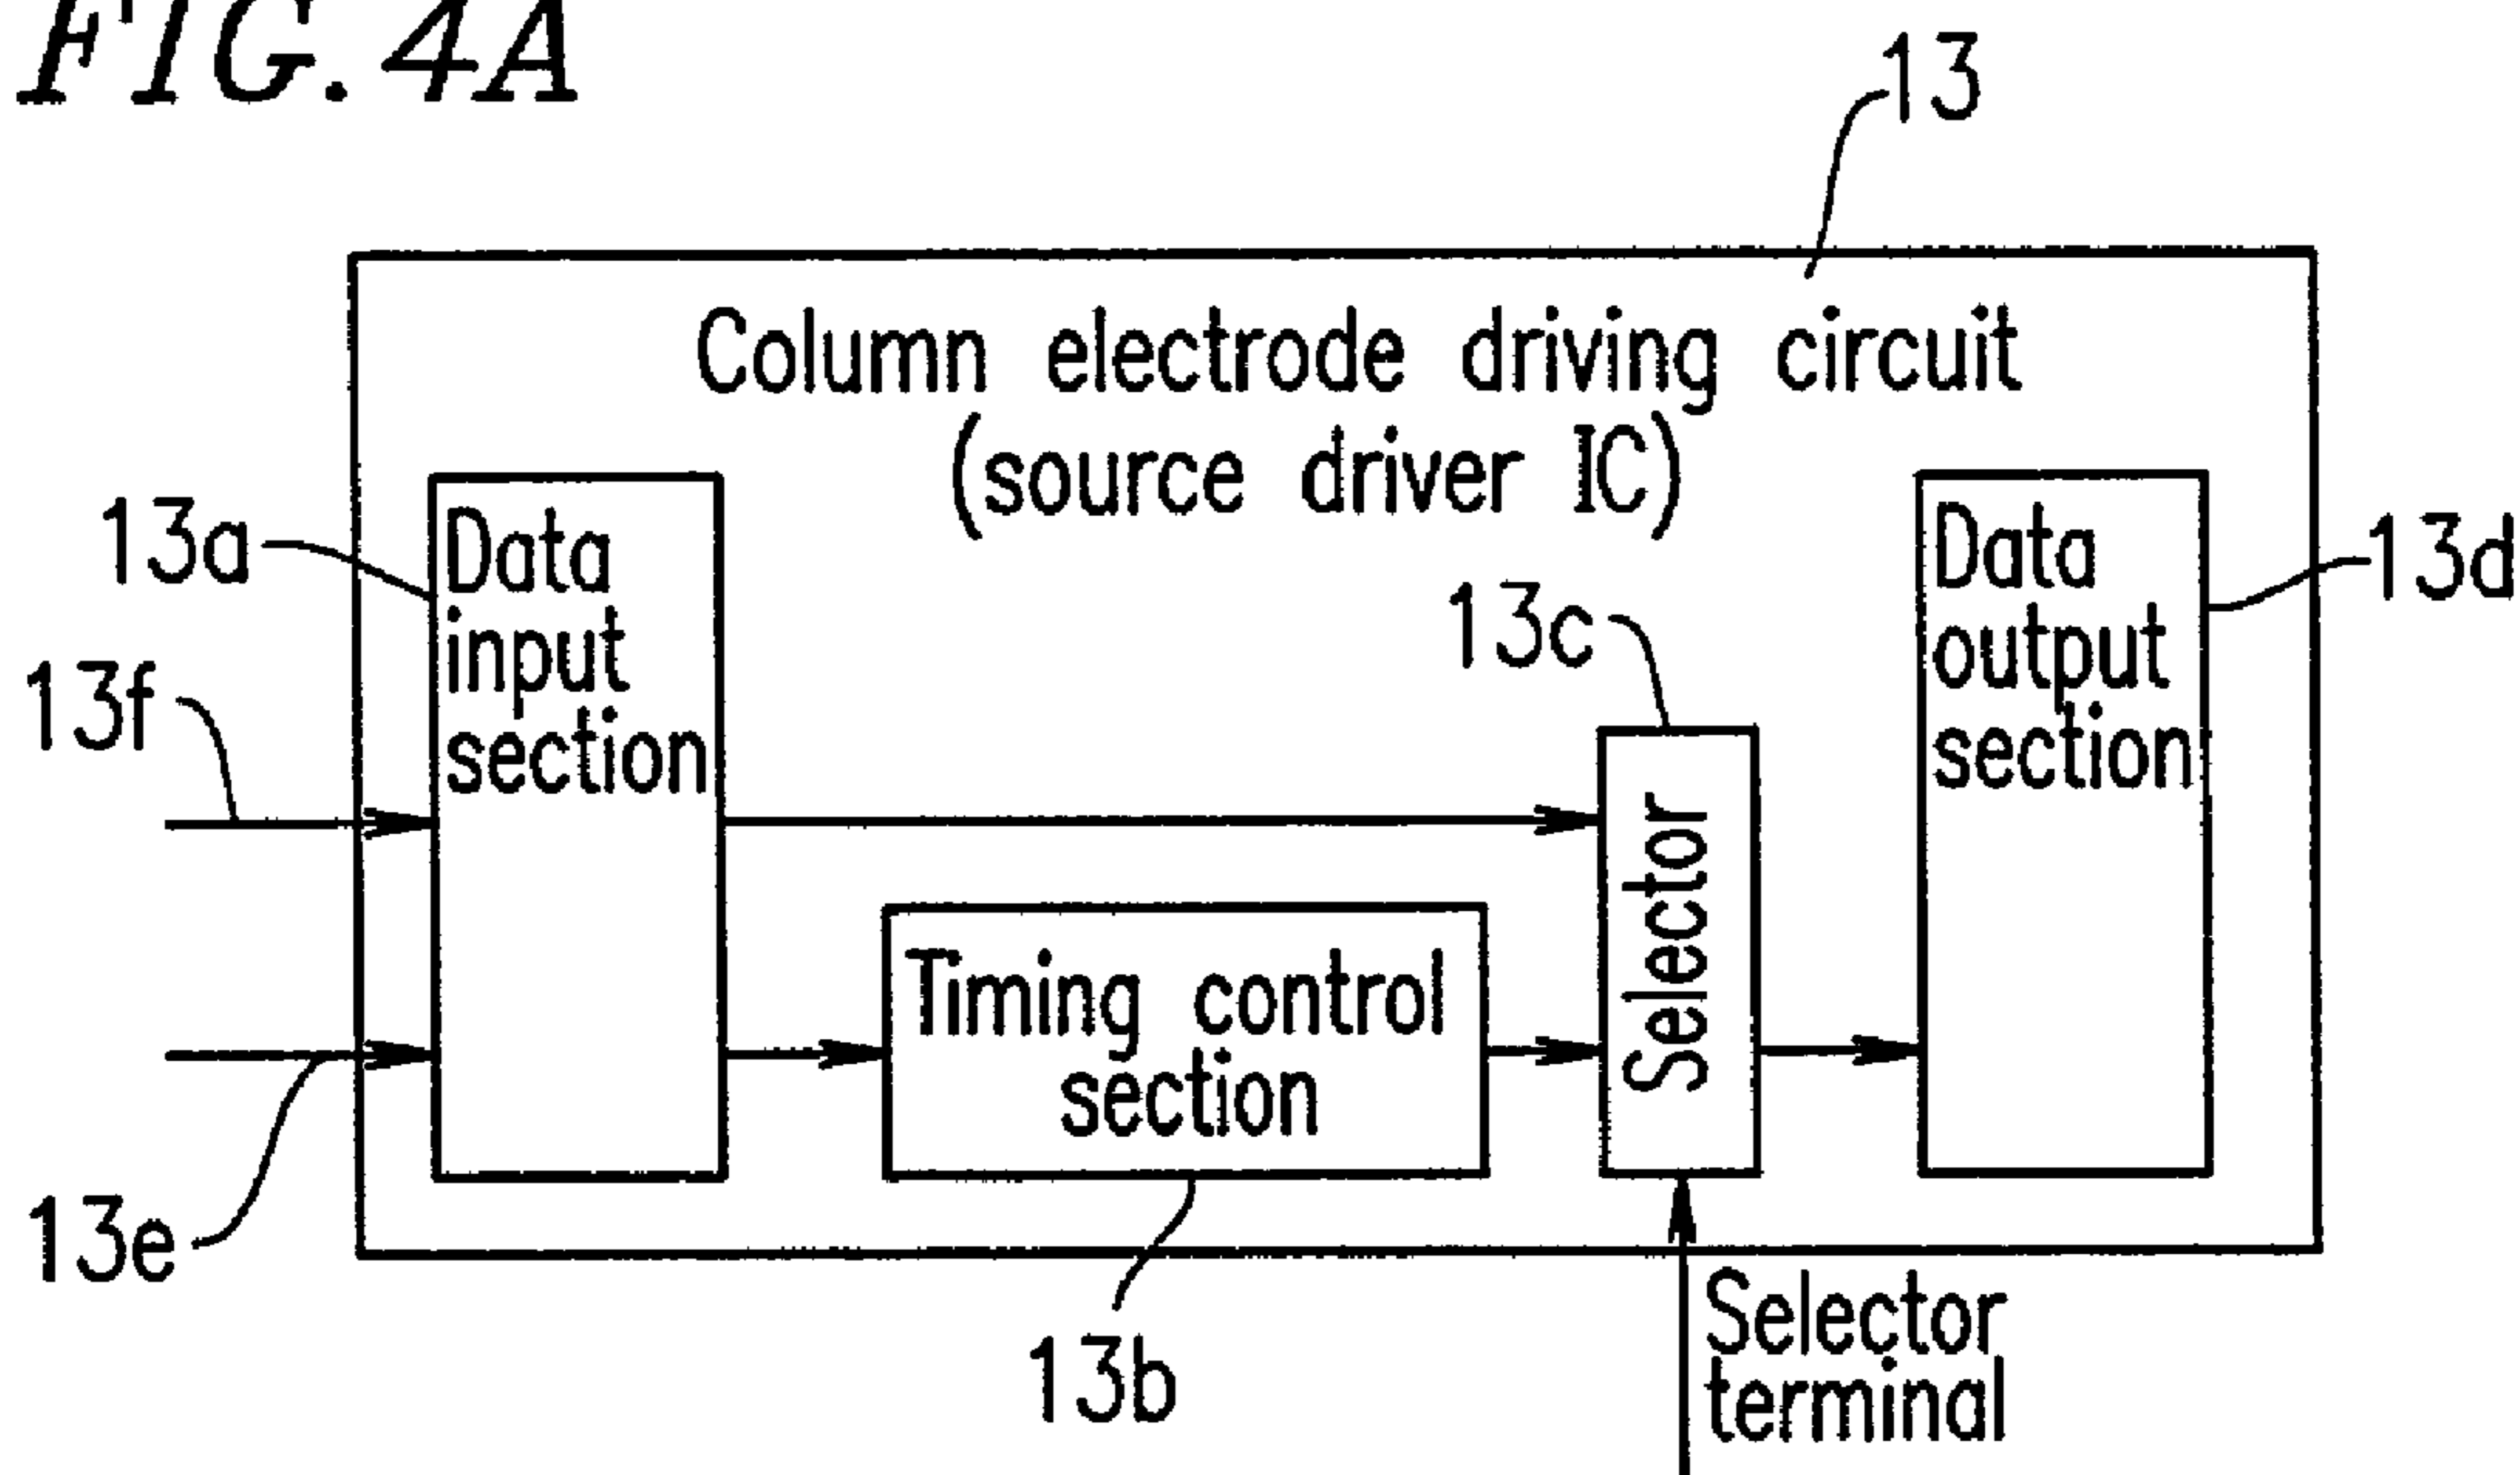 FIG. 4A
13
Column electrode driving circuit
(source driver IC)
13a
Data
input
section
13f
13c
Data
output
section
13d
Selector
Timing control
section
13e
13b
Selector
terminal